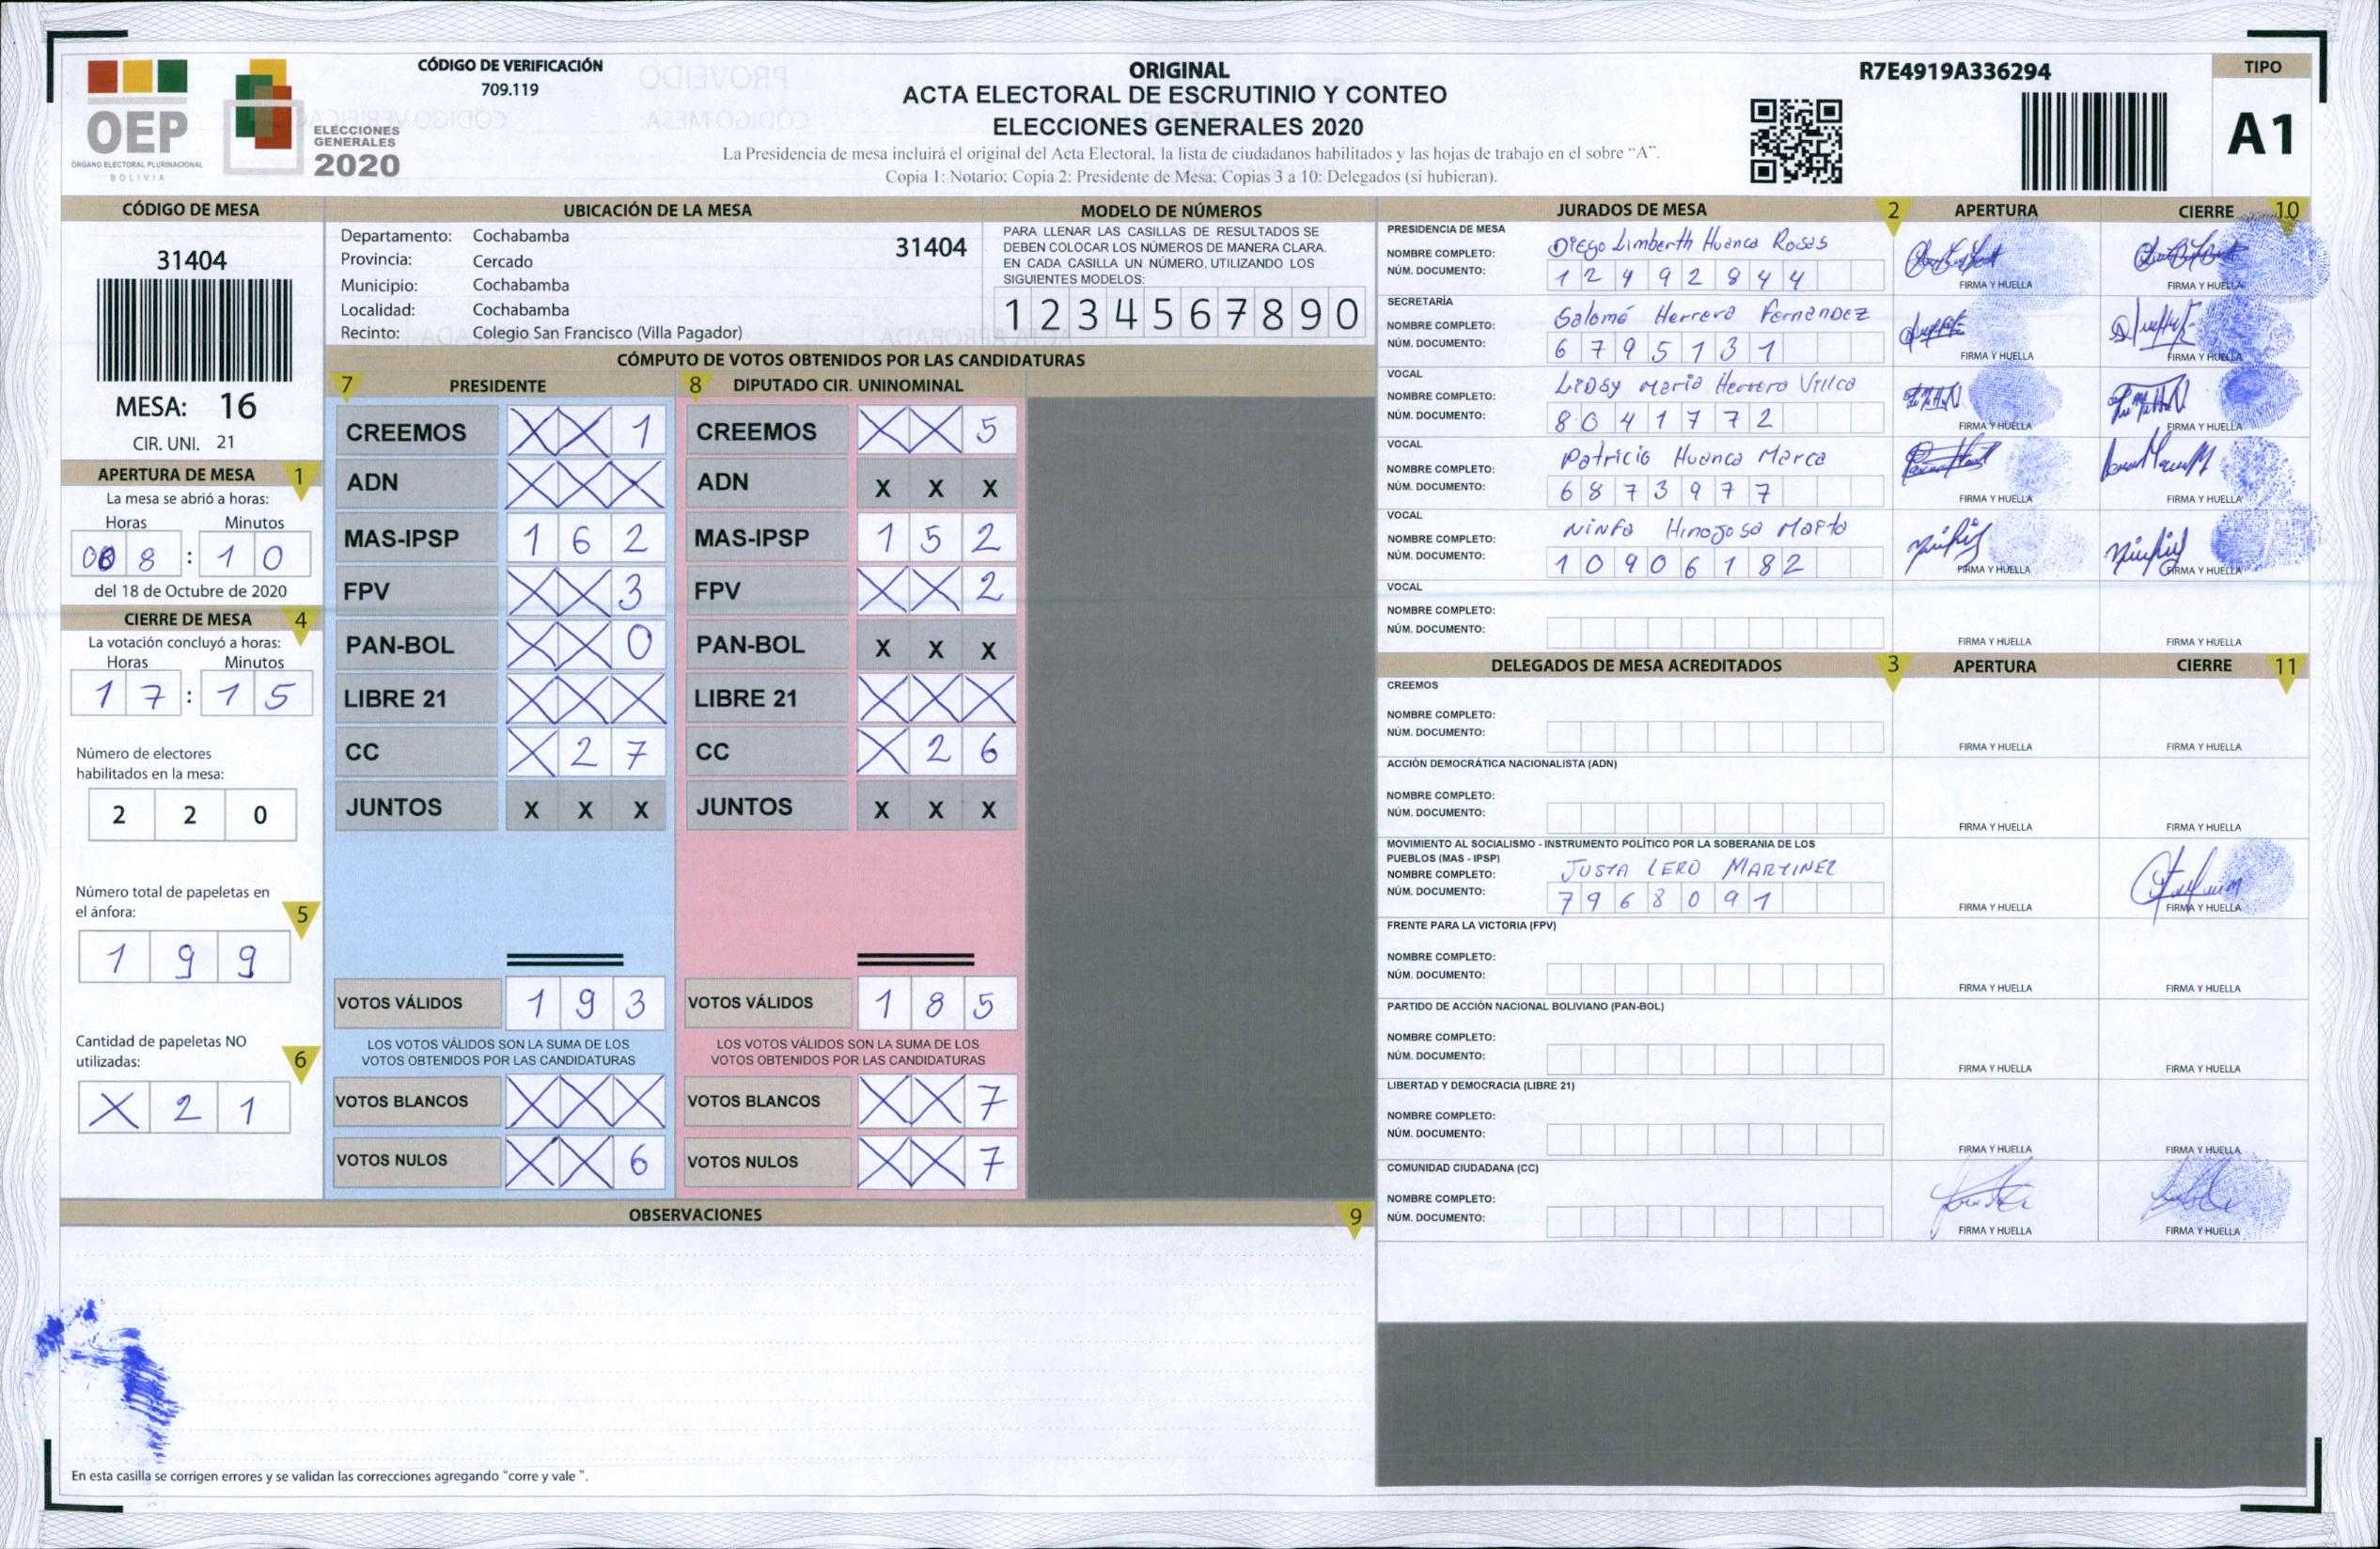 OEP
ÓRGANO ELECTORAL PLURINACIONAL
BOLIVIA
ELECCIONES
GENERALES
2020
CÓDIGO DE VERIFICACIÓN
709.119
ORIGINAL
ACTA ELECTORAL DE ESCRUTINIO Y CONTEO
ELECCIONES GENERALES 2020
La Presidencia de mesa incluirá el original del Acta Electoral, la lista de ciudadanos habilitados y las hojas de trabajo en el sobre "A".
Copia 1: Notario; Copia 2: Presidente de Mesa; Copias 3 a 10: Delegados (si hubieran).
R7E4919A336294
TIPO
A1
CÓDIGO DE MESA
31404
MESA: 16
CIR. UNI. 21
APERTURA DE MESA 1
La mesa se abrió a horas:
Horas Minutos
8 : 1 0
del 18 de Octubre de 2020
CIERRE DE MESA 4
La votación concluyó a horas:
Horas Minutos
1 7 : 1 5
Número de electores
habilitados en la mesa:
2 2 0
Número total de papeletas en
el ánfora: 5
1 9 9
Cantidad de papeletas NO
utilizadas: 6
X 2 1
UBICACIÓN DE LA MESA
Departamento: Cochabamba 31404
Provincia: Cercado
Municipio: Cochabamba
Localidad: Cochabamba
Recinto: Colegio San Francisco (Villa Pagador)
MODELO DE NÚMEROS
PARA LLENAR LAS CASILLAS DE RESULTADOS SE
DEBEN COLOCAR LOS NÚMEROS DE MANERA CLARA.
EN CADA CASILLA UN NÚMERO, UTILIZANDO LOS
SIGUIENTES MODELOS:
1 2 3 4 5 6 7 8 9 0
CÓMPUTO DE VOTOS OBTENIDOS POR LAS CANDIDATURAS
7 PRESIDENTE 8 DIPUTADO CIR. UNINOMINAL
CREEMOS X X 1 CREEMOS X X 5
ADN X X X ADN X X X
MAS-IPSP 1 6 2 MAS-IPSP 1 5 2
FPV X X 3 FPV X X 2
PAN-BOL X X 0 PAN-BOL X X X
LIBRE 21 X X X LIBRE 21 X X X
CC X 2 7 CC X 2 6
JUNTOS X X X JUNTOS X X X
VOTOS VÁLIDOS 1 9 3 VOTOS VÁLIDOS 1 8 5
LOS VOTOS VÁLIDOS SON LA SUMA DE LOS LOS VOTOS VÁLIDOS SON LA SUMA DE LOS
VOTOS OBTENIDOS POR LAS CANDIDATURAS VOTOS OBTENIDOS POR LAS CANDIDATURAS
VOTOS BLANCOS X X X VOTOS BLANCOS X X 7
VOTOS NULOS X X 6 VOTOS NULOS X X 7
OBSERVACIONES 9
En esta casilla se corrigen errores y se validan las correcciones agregando "corre y vale ".
JURADOS DE MESA 2 APERTURA CIERRE 10
PRESIDENCIA DE MESA
NOMBRE COMPLETO: Diego Limberth Huanca Rosas
NÚM. DOCUMENTO: 1 2 4 9 2 8 4 4
FIRMA Y HUELLA FIRMA Y HUELLA
SECRETARÍA
NOMBRE COMPLETO: Salomé Herrera Fernandez
NÚM. DOCUMENTO: 6 7 9 5 1 3 1
FIRMA Y HUELLA FIRMA Y HUELLA
VOCAL
NOMBRE COMPLETO: Maria Herrera Vilca
NÚM. DOCUMENTO: 8 0 4 1 7 7 2
FIRMA Y HUELLA FIRMA Y HUELLA
VOCAL
NOMBRE COMPLETO: Patricia Huanca Marca
NÚM. DOCUMENTO: 6 8 7 3 9 7 7
FIRMA Y HUELLA FIRMA Y HUELLA
VOCAL
NOMBRE COMPLETO: Ninfa Hinojosa
NÚM. DOCUMENTO: 1 0 9 0 6 1 8 2
FIRMA Y HUELLA FIRMA Y HUELLA
VOCAL
NOMBRE COMPLETO:
NÚM. DOCUMENTO:
FIRMA Y HUELLA FIRMA Y HUELLA
DELEGADOS DE MESA ACREDITADOS 3 APERTURA CIERRE 11
CREEMOS
NOMBRE COMPLETO:
NÚM. DOCUMENTO:
FIRMA Y HUELLA FIRMA Y HUELLA
ACCIÓN DEMOCRÁTICA NACIONALISTA (ADN)
NOMBRE COMPLETO:
NÚM. DOCUMENTO:
FIRMA Y HUELLA FIRMA Y HUELLA
MOVIMIENTO AL SOCIALISMO - INSTRUMENTO POLÍTICO POR LA SOBERANIA DE LOS
PUEBLOS (MAS - IPSP)
NOMBRE COMPLETO: JUSTA LERO MARTINEZ
NÚM. DOCUMENTO: 7 9 6 8 0 9 1
FIRMA Y HUELLA FIRMA Y HUELLA
FRENTE PARA LA VICTORIA (FPV)
NOMBRE COMPLETO:
NÚM. DOCUMENTO:
FIRMA Y HUELLA FIRMA Y HUELLA
PARTIDO DE ACCIÓN NACIONAL BOLIVIANO (PAN-BOL)
NOMBRE COMPLETO:
NÚM. DOCUMENTO:
FIRMA Y HUELLA FIRMA Y HUELLA
LIBERTAD Y DEMOCRACIA (LIBRE 21)
NOMBRE COMPLETO:
NÚM. DOCUMENTO:
FIRMA Y HUELLA FIRMA Y HUELLA
COMUNIDAD CIUDADANA (CC)
NOMBRE COMPLETO:
NÚM. DOCUMENTO:
FIRMA Y HUELLA FIRMA Y HUELLA